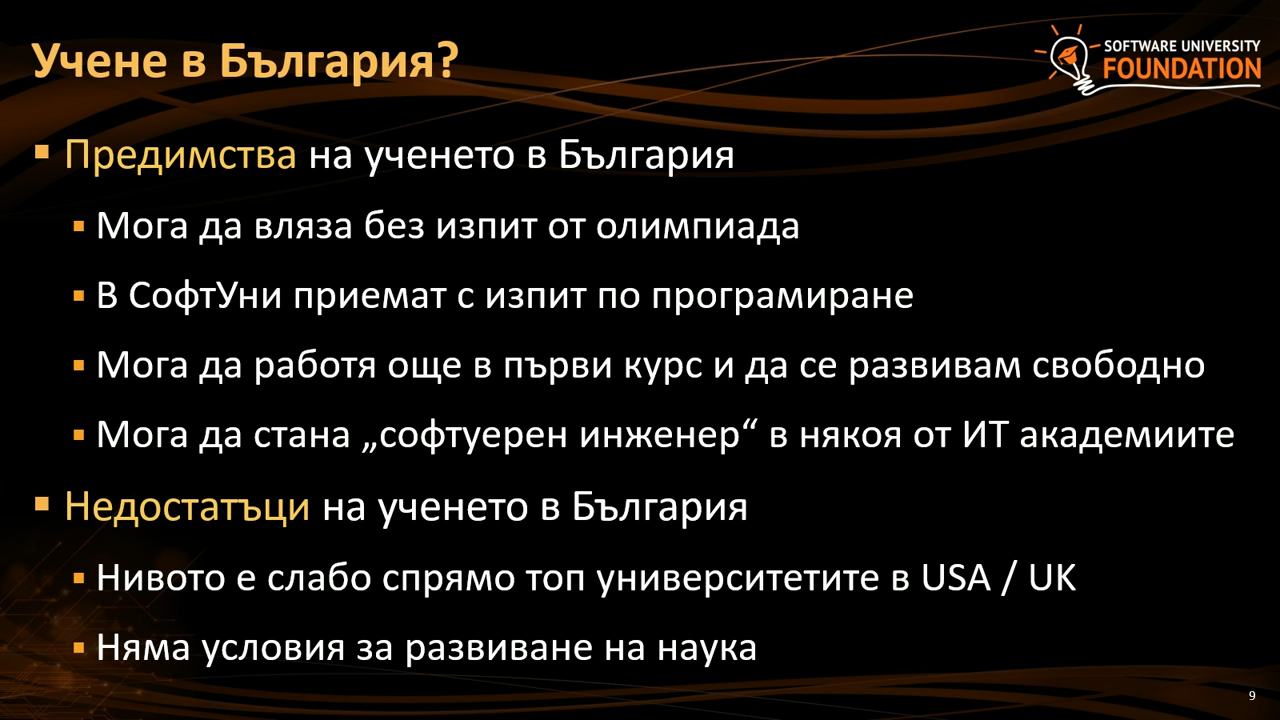 Учене в България?
SOFTWARE UNIVERSITY
FOUNDATION
Предимства на ученето в България
Мога да вляза без изпит от олимпиада
В СофтУни приемат с изпит по програмиране
Мога да работя още в първи курс и да се развивам свободно
Мога да стана „софтуерен инженер“ в някоя от ИТ академиите
Недостатъци на ученето в България
Нивото е слабо спрямо топ университетите в USA / UK
Няма условия за развиване на наука
9